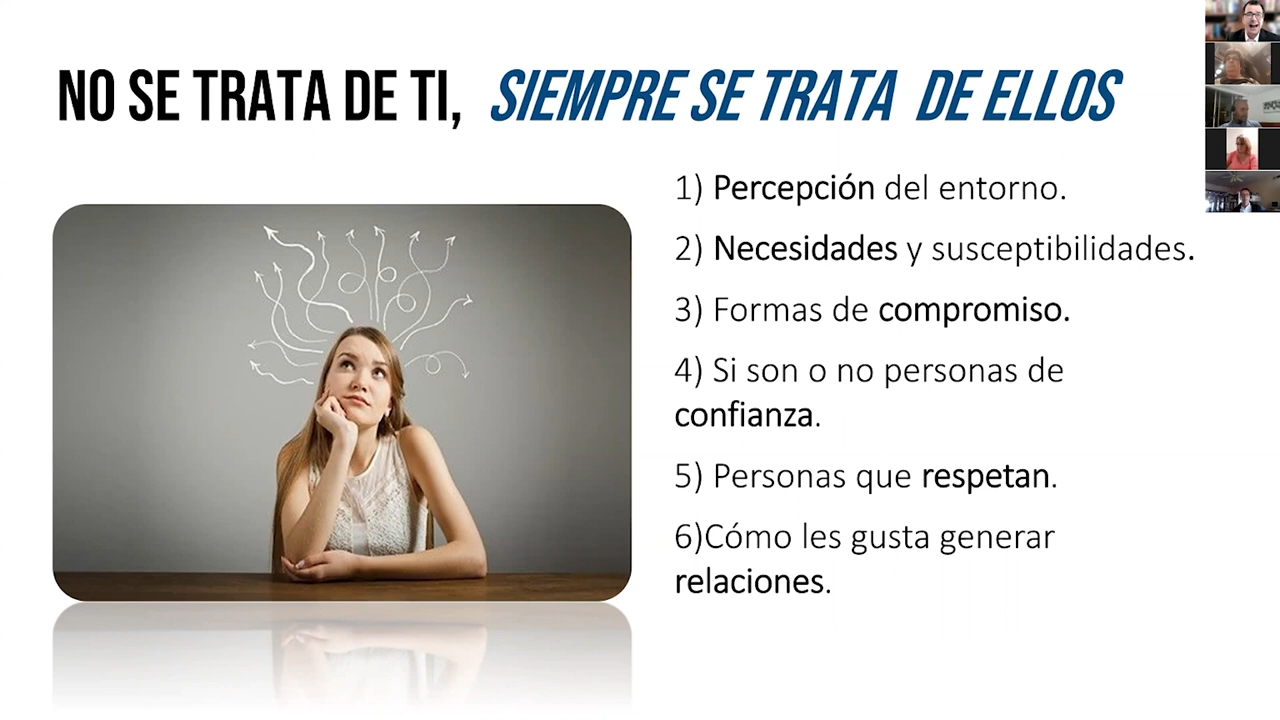 NO SE TRATA DE TI, SIEMPRE SE TRATA DE ELLOS
1) Percepción del entorno.
2) Necesidades y susceptibilidades.
3) Formas de compromiso.
4) Si son o no personas de
confianza.
5) Personas que respetan.
6)Cómo les gusta generar
relaciones.